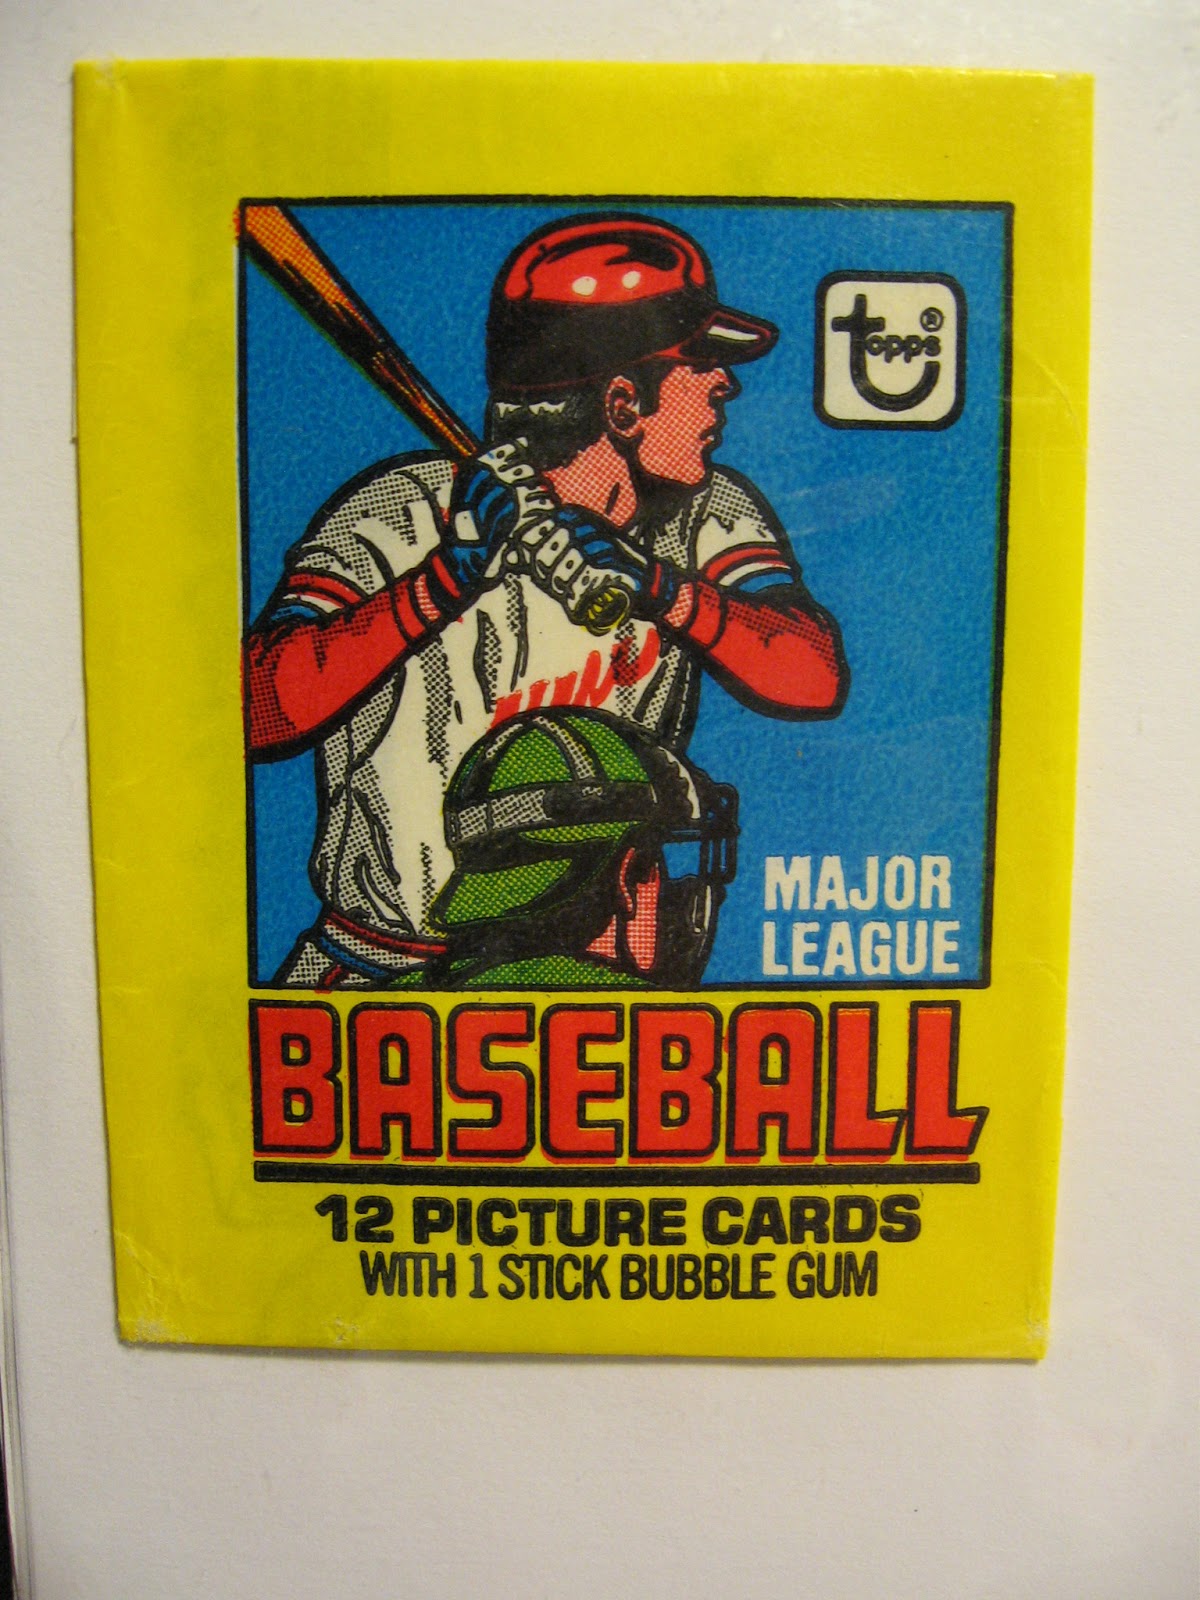 topps®
MAJOR
LEAGUE
BASEBALL
12 PICTURE CARDS
WITH 1 STICK BUBBLE GUM